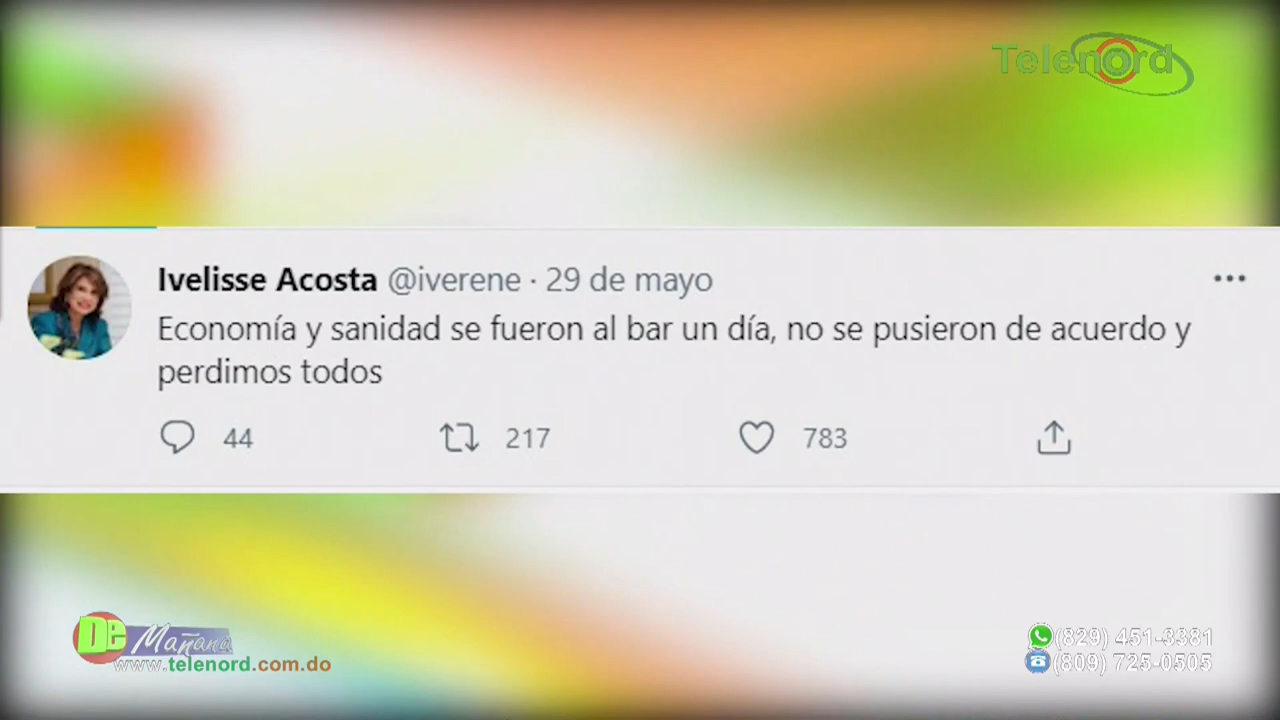 Telenord
Ivelisse Acosta @iverene · 29 de mayo
Economía y sanidad se fueron al bar un día, no se pusieron de acuerdo y
perdimos todos
44 217 783
De Mañana
www.telenord.com.do
(829) 451-3381
(809) 725-0505